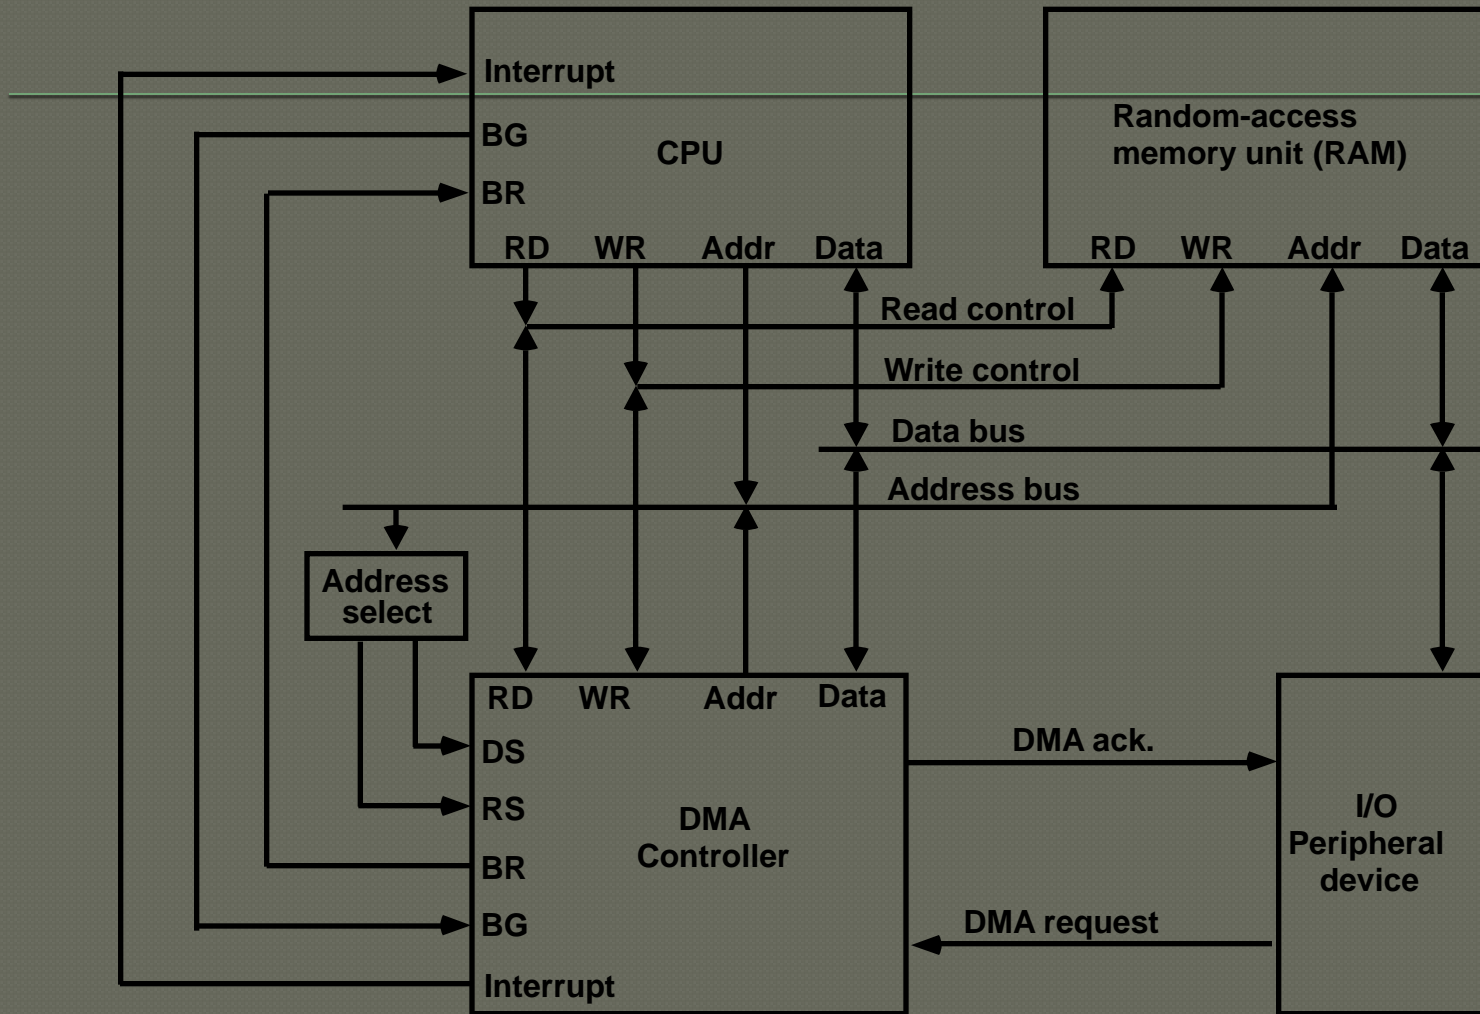 Interrupt
BG
CPU
BR
RD WR Addr Data
Random-access
memory unit (RAM)
RD WR Addr Data
Read control
Write control
Data bus
Address bus
Address
select
RD WR Addr Data
DS
RS
BR
BG
Interrupt
DMA
Controller
DMA ack.
DMA request
I/O
Peripheral
device